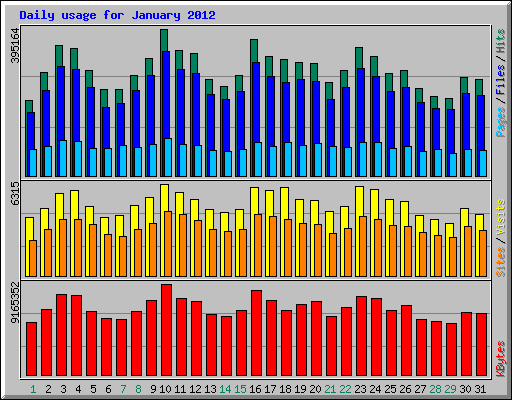 Daily usage for January 2012
395164
Pages / Files / Hits
6315
Sites / Visits
9165352
KBytes
1 2 3 4 5 6 7 8 9 10 11 12 13 14 15 16 17 18 19 20 21 22 23 24 25 26 27 28 29 30 31